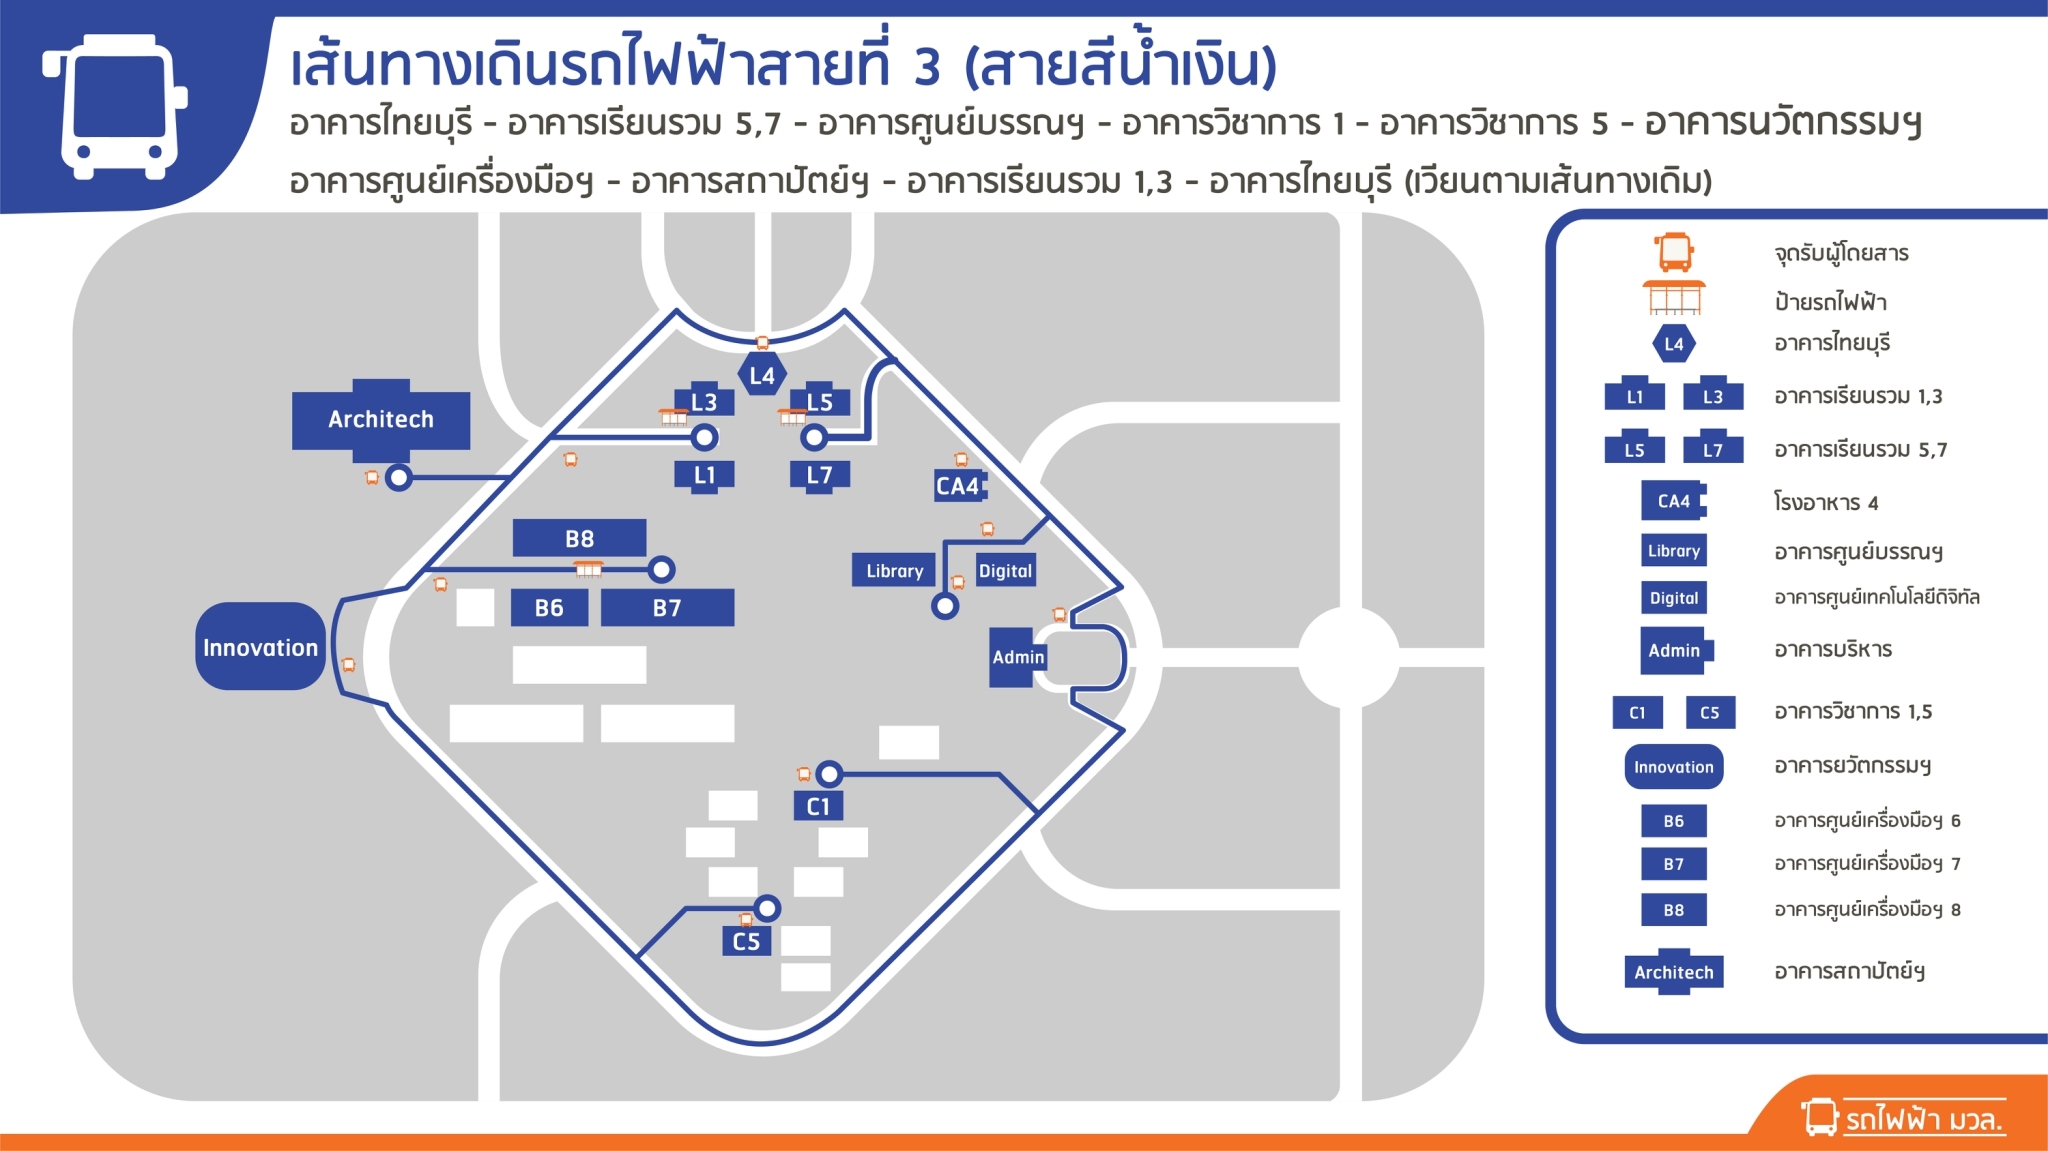 เส้นทางเดินรถไฟฟ้าสายที่ 3 (สายสีน้ำเงิน)
อาคารไทยบุรี - อาคารเรียนรวม 5,7 - อาคารศูนย์บรรณฯ - อาคารวิชาการ 1 - อาคารวิชาการ 5 - อาคารนวัตกรรมฯ
อาคารศูนย์เครื่องมือฯ - อาคารสถาปัตย์ฯ - อาคารเรียนรวม 1,3 - อาคารไทยบุรี (เวียนตามเส้นทางเดิม)
L4
L3
L5
Architech
L1
L7
CA4
B8
Library
Digital
B6
B7
Innovation
Admin
C1
C5
จุดรับผู้โดยสาร
ป้ายรถไฟฟ้า
L4 อาคารไทยบุรี
L1 L3 อาคารเรียนรวม 1,3
L5 L7 อาคารเรียนรวม 5,7
CA4 โรงอาหาร 4
Library อาคารศูนย์บรรณฯ
Digital อาคารศูนย์เทคโนโลยีดิจิทัล
Admin อาคารบริหาร
C1 C5 อาคารวิชาการ 1,5
Innovation อาคารยวัตกรรมฯ
B6 อาคารศูนย์เครื่องมือฯ 6
B7 อาคารศูนย์เครื่องมือฯ 7
B8 อาคารศูนย์เครื่องมือฯ 8
Architech อาคารสถาปัตย์ฯ
รถไฟฟ้า มวล.